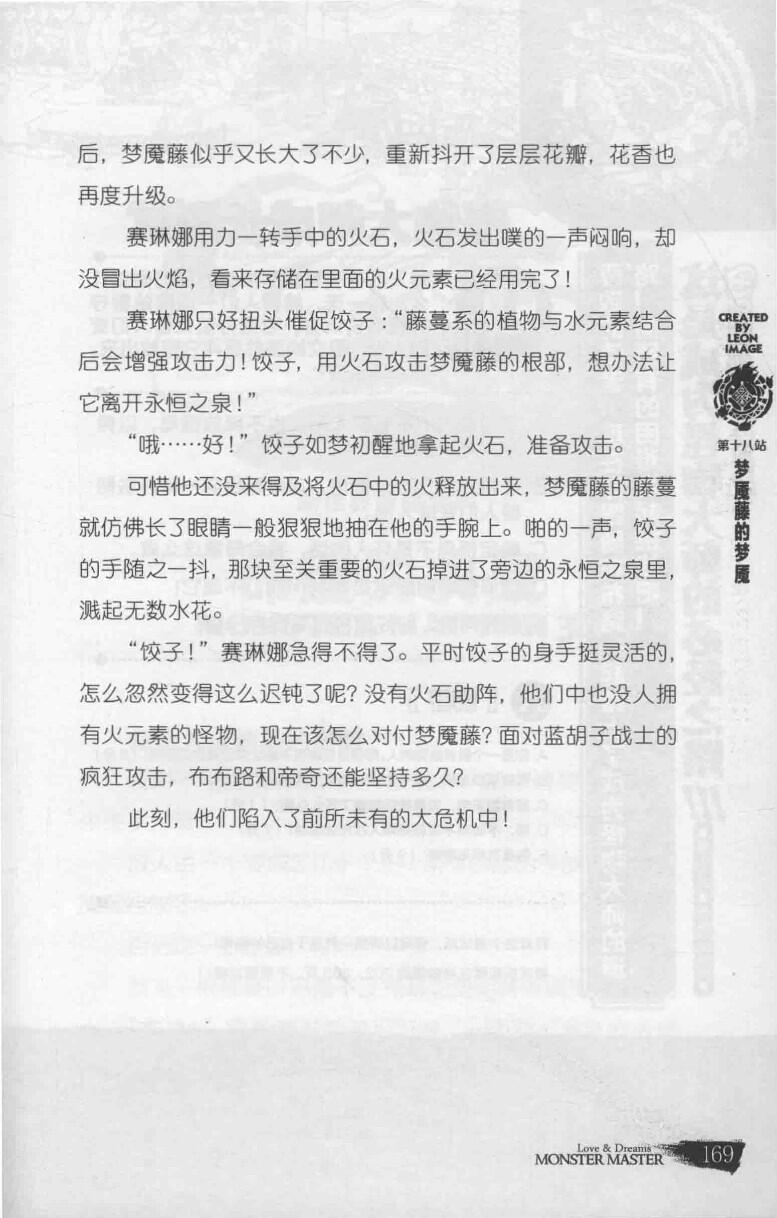 后，梦魇藤似乎又长大了不少，重新抖开了层层花瓣，花香也
再度升级。
赛琳娜用力一转手中的火石，火石发出噗的一声闷响，却
没冒出火焰，看来存储在里面的火元素已经用完了！
赛琳娜只好扭头催促饺子：“藤蔓系的植物与水元素结合
后会增强攻击力！饺子，用火石攻击梦魇藤的根部，想办法让
它离开永恒之泉！”
“哦……好！”饺子如梦初醒地拿起火石，准备攻击。
可惜他还没来得及将火石中的火释放出来，梦魇藤的藤蔓
就仿佛长了眼睛一般狠狠地抽在他的手腕上。啪的一声，饺子
的手随之一抖，那块至关重要的火石掉进了旁边的永恒之泉里，
溅起无数水花。
“饺子！”赛琳娜急得不得了。平时饺子的身手挺灵活的，
怎么忽然变得这么迟钝了呢？没有火石助阵，他们中也没人拥
有火元素的怪物，现在该怎么对付梦魇藤？面对蓝胡子战士的
疯狂攻击，布布路和帝奇还能坚持多久？
此刻，他们陷入了前所未有的大危机中！
CREATED
BY
LEON
IMAGE
第十八站
梦魇藤的梦魇
Love & Dreams
MONSTER MASTER
169